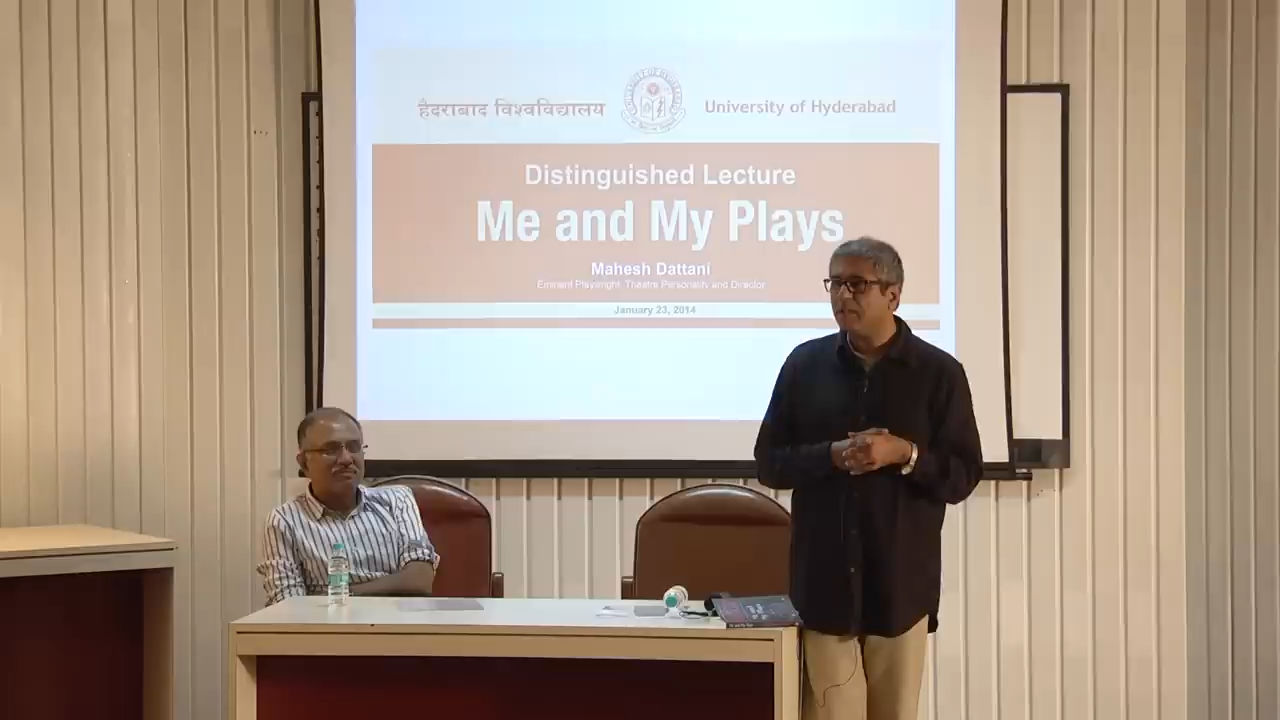 हैदराबाद विश्वविद्यालय
University of Hyderabad
Distinguished Lecture
Me and My Plays
Mahesh Dattani
Eminent Playwright, Theatre Personality and Director
January 23, 2014